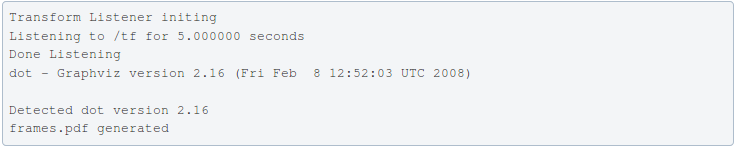 Transform Listener initing
Listening to /tf for 5.000000 seconds
Done Listening
dot - Graphviz version 2.16 (Fri Feb  8 12:52:03 UTC 2008)

Detected dot version 2.16
frames.pdf generated